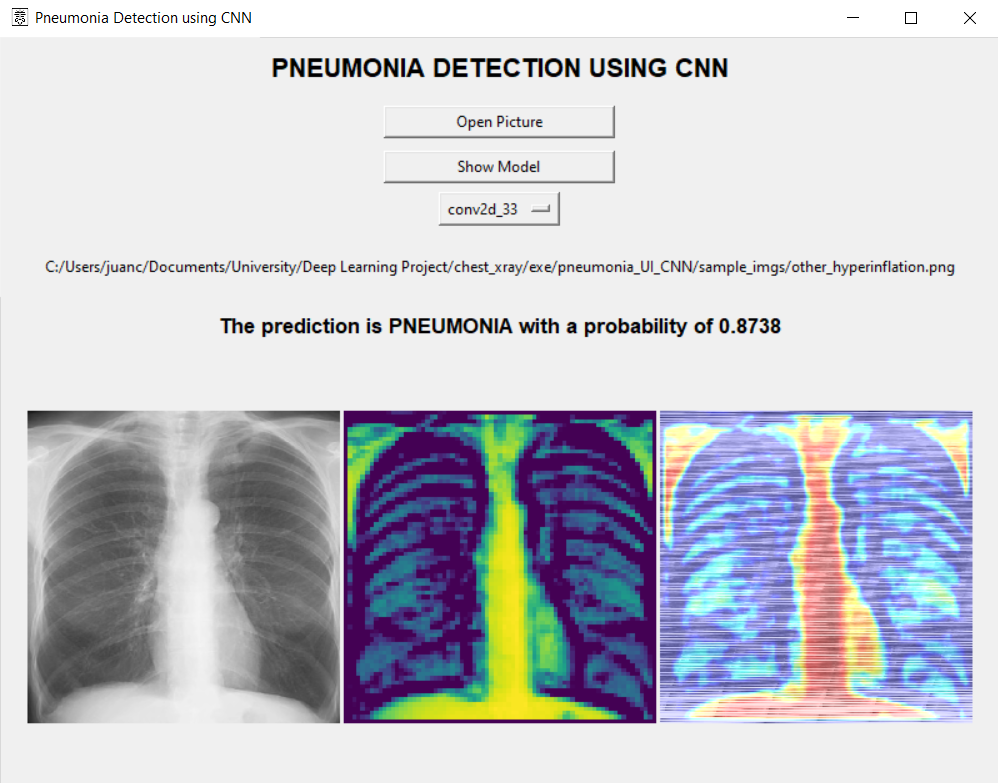 Pneumonia Detection using CNN
PNEUMONIA DETECTION USING CNN
Open Picture
Show Model
conv2d_33
C:/Users/juanc/Documents/University/Deep Learning Project/chest_xray/exe/pneumonia_UI_CNN/sample_imgs/other_hyperinflation.png
The prediction is PNEUMONIA with a probability of 0.8738